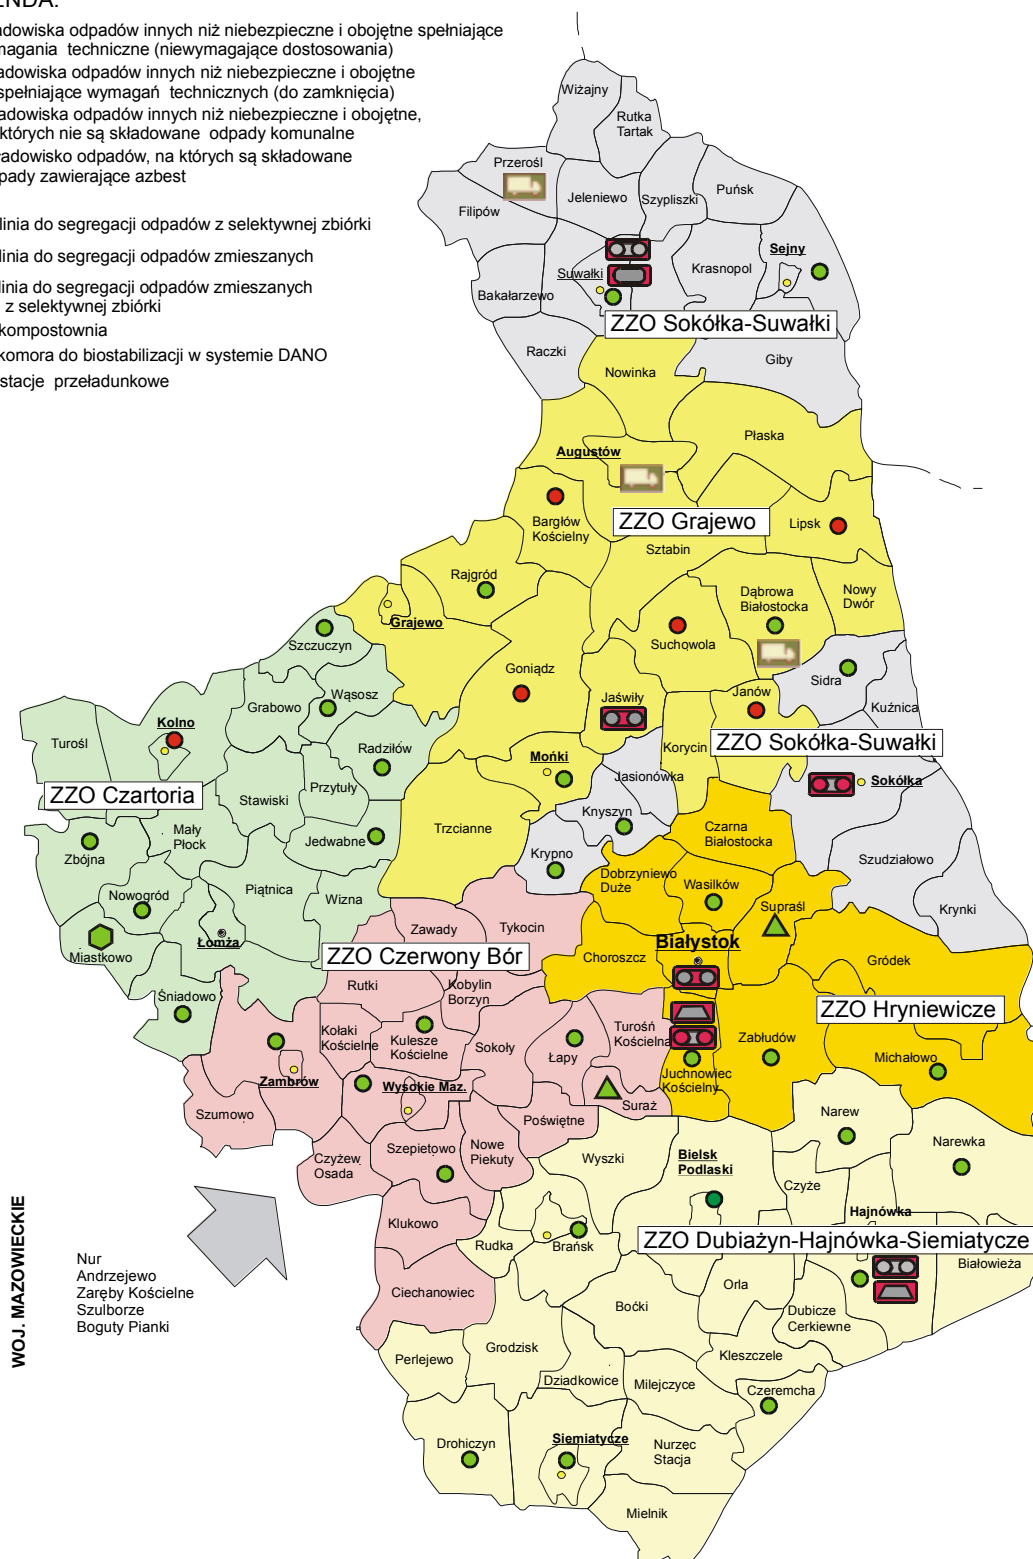 ENDA:
adowiska odpadów innych niż niebezpieczne i obojętne spełniające
magania techniczne (niewymagające dostosowania)
adowiska odpadów innych niż niebezpieczne i obojętne
spełniające wymagań technicznych (do zamknięcia)
adowiska odpadów innych niż niebezpieczne i obojętne,
których nie są składowane odpady komunalne
adowisko odpadów, na których są składowane
pady zawierające azbest
linia do segregacji odpadów z selektywnej zbiórki
linia do segregacji odpadów zmieszanych
linia do segregacji odpadów zmieszanych
z selektywnej zbiórki
kompostownia
komora do biostabilizacji w systemie DANO
stacje przeładunkowe
Wiżajny
Rutka
Tartak
Przerośl
Filipów
Jeleniewo
Szypliszki
Puńsk
Suwałki
Krasnopol
Sejny
Bakałarzewo
ZZO Sokółka-Suwałki
Raczki
Giby
Nowinka
Płaska
Augustów
Bargłów
Kościelny
ZZO Grajewo
Lipsk
Sztabin
Rajgród
Dąbrowa
Białostocka
Nowy
Dwór
Grajewo
Szczuczyn
Suchowola
Goniądz
Sidra
Wąsosz
Grabowo
Jaświły
Janów
Kuźnica
Kolno
Turośl
Radziłów
Korycin
ZZO Sokółka-Suwałki
Mońki
Jasionówka
Sokółka
ZZO Czartoria
Stawiski
Przytuły
Knyszyn
Trzcianne
Czarna
Białostocka
Mały
Płock
Jedwabne
Zbójna
Krypno
Szudziałowo
Dobrzyniewo
Duże
Wasilków
Piątnica
Nowogród
Wizna
Supraśl
Krynki
Łomża
Zawady
Tykocin
Białystok
Miastkowo
ZZO Czerwony Bór
Choroszcz
Gródek
Śniadowo
Rutki
Kobylin
Borzyn
ZZO Hryniewicze
Kołaki
Kościelne
Kulesze
Kościelne
Sokoły
Łapy
Turośń
Kościelna
Zabłudów
Michałowo
Zambrów
Wysokie Maz.
Juchnowiec
Kościelny
Szumowo
Suraż
Poświętne
Narew
Szepietowo
Nowe
Piekuty
Narewka
Czyżew
Osada
Wyszki
Bielsk
Podlaski
Czyże
Klukowo
Hajnówka
Rudka
Brańsk
ZZO Dubiażyn-Hajnówka-Siemiatycze
Białowieża
WOJ. MAZOWIECKIE
Nur
Andrzejewo
Zaręby Kościelne
Szulborze
Boguty Pianki
Ciechanowiec
Orla
Boćki
Dubicze
Cerkiewne
Perlejewo
Grodzisk
Kleszczele
Dziadkowice
Milejczyce
Czeremcha
Drohiczyn
Siemiatycze
Nurzec
Stacja
Mielnik